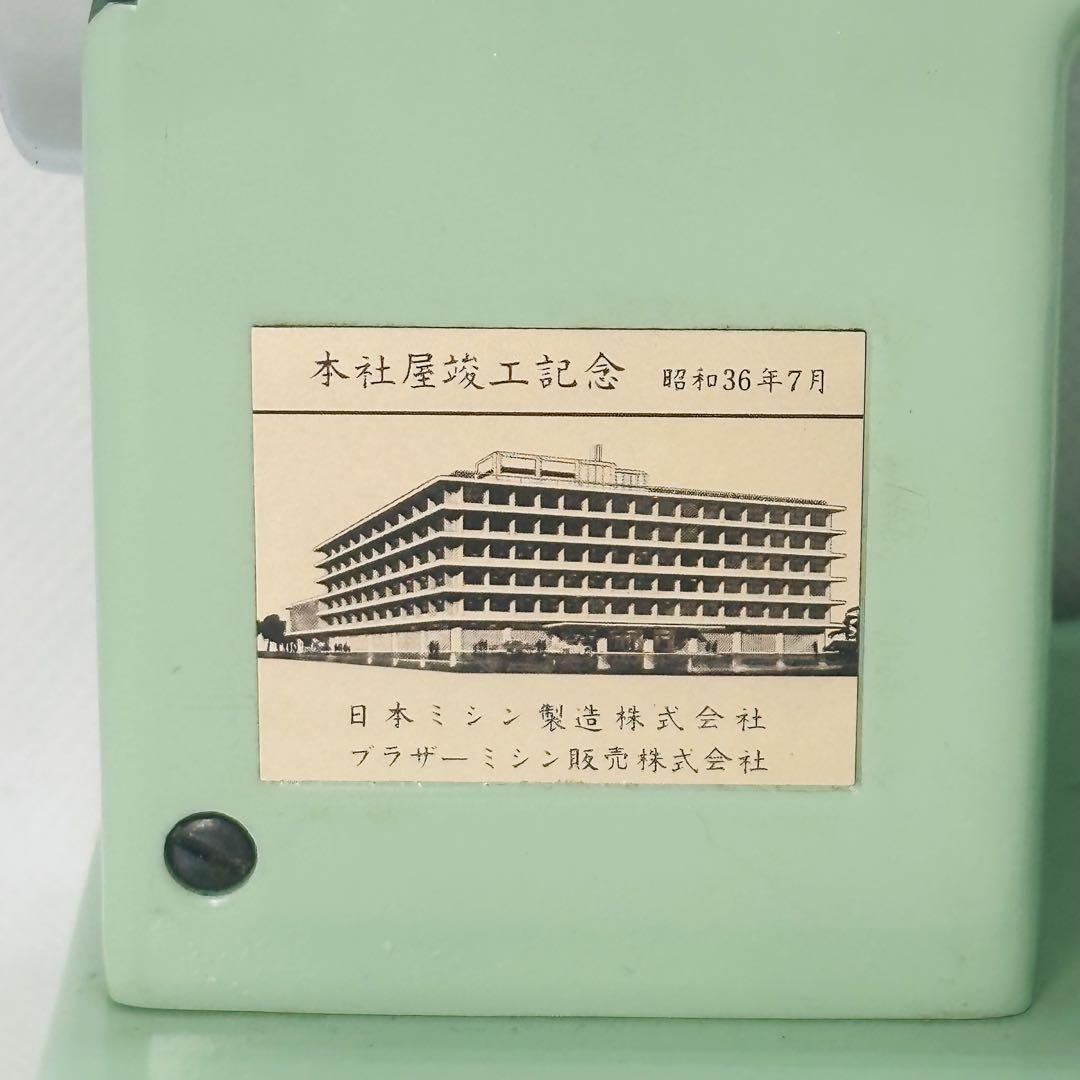 本社屋竣工記念 昭和36年7月
日本ミシン製造株式会社
ブラザーミシン販売株式会社